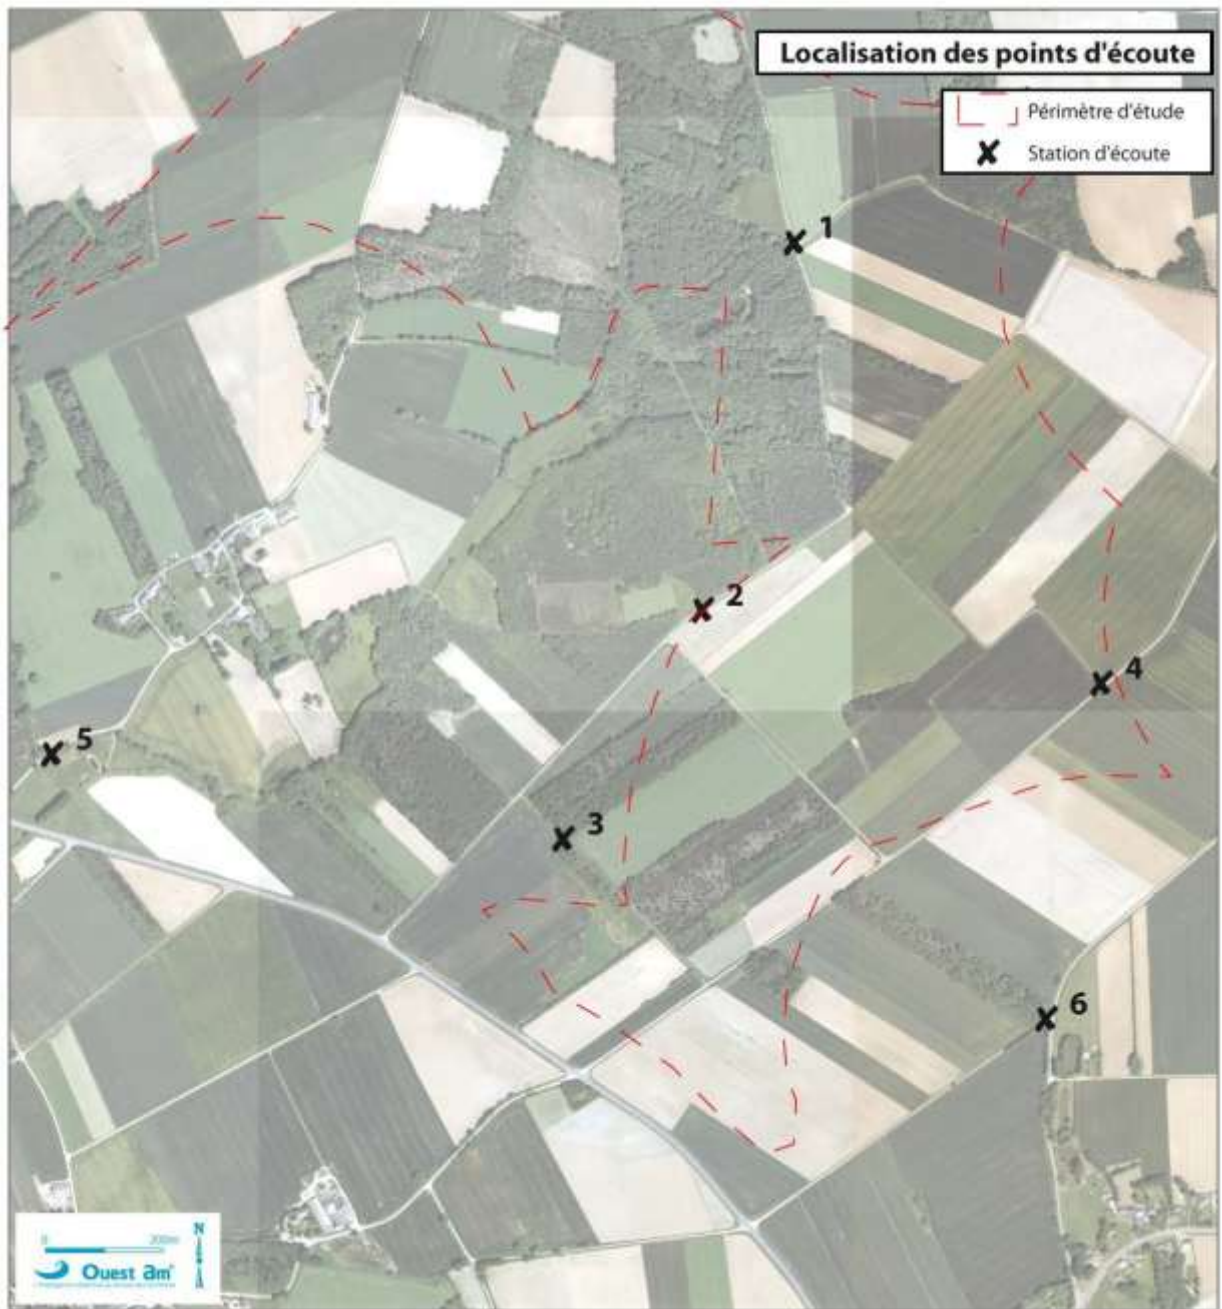 Localisation des points d'écoute
Périmètre d'étude
Station d'écoute
1
2
4
5
3
6
0 200m
N
Ouest am'